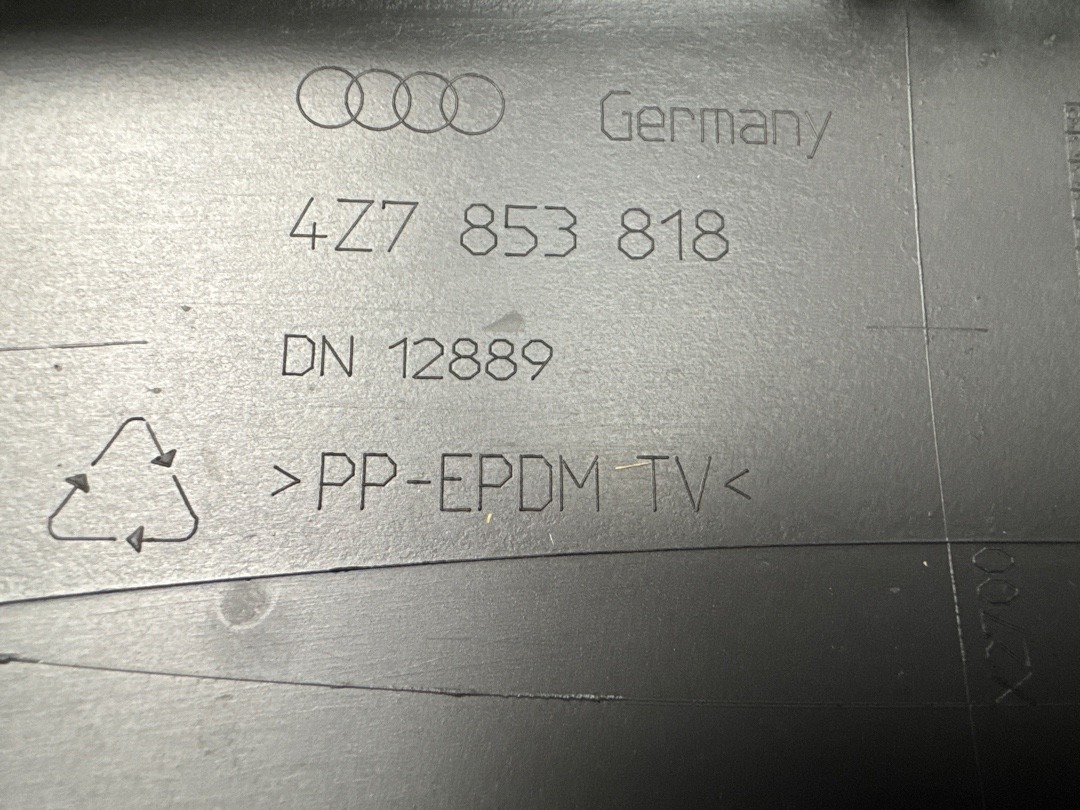 Germany
4Z7 853 818
DN 12889
>PP-EPDM TV<